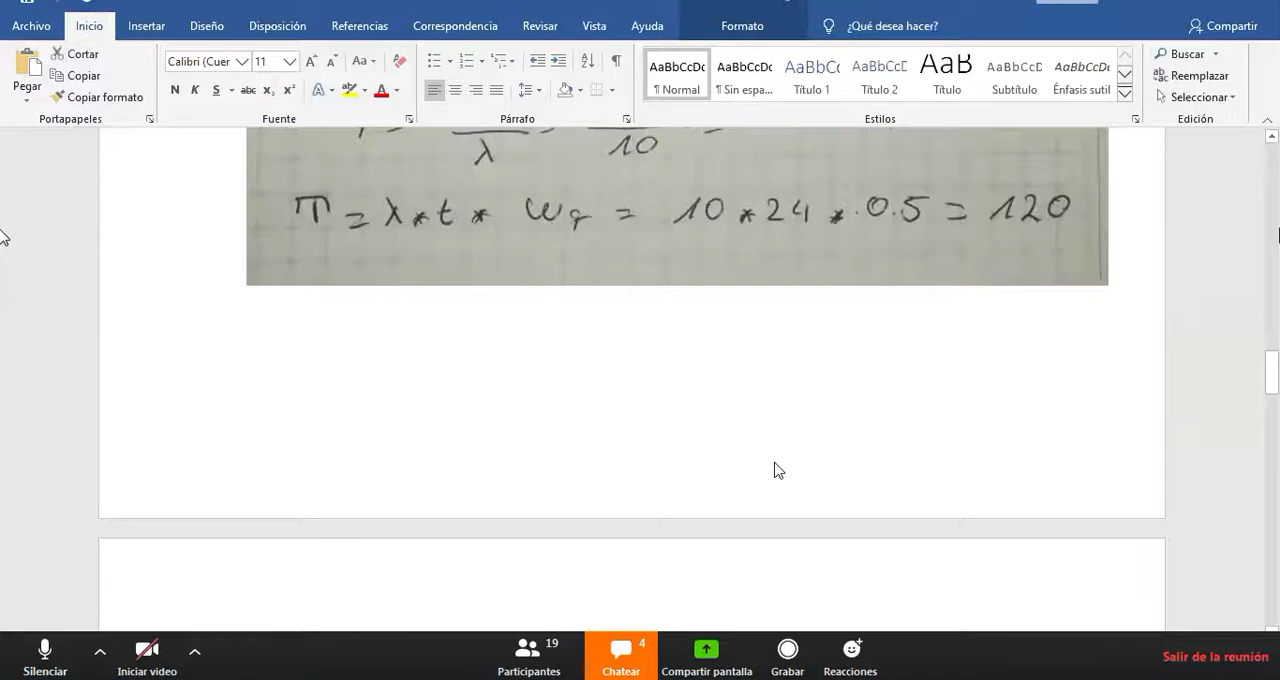 Archivo Inicio Insertar Diseño Disposición Referencias Correspondencia Revisar Vista Ayuda Formato ¿Qué desea hacer? Compartir
Pegar
Cortar
Copiar
Copiar formato
Portapapeles
Calibri (Cuer 11
N K S abc x₂ x²
Fuente
Párrafo
AaBbCcDc AaBbCcDc AaBbCc AaBbCcD AaB AaBbCcD AaBbCcDc
¶ Normal ¶ Sin espa... Título 1 Título 2 Título Subtítulo Énfasis sutil
Estilos
Buscar
Reemplazar
Seleccionar
Edición
λ 10
T = λ * t * Wq = 10 * 24 * 0.5 = 120
Silenciar Iniciar video Participantes 19 Chatear 4 Compartir pantalla Grabar Reacciones Salir de la reunión